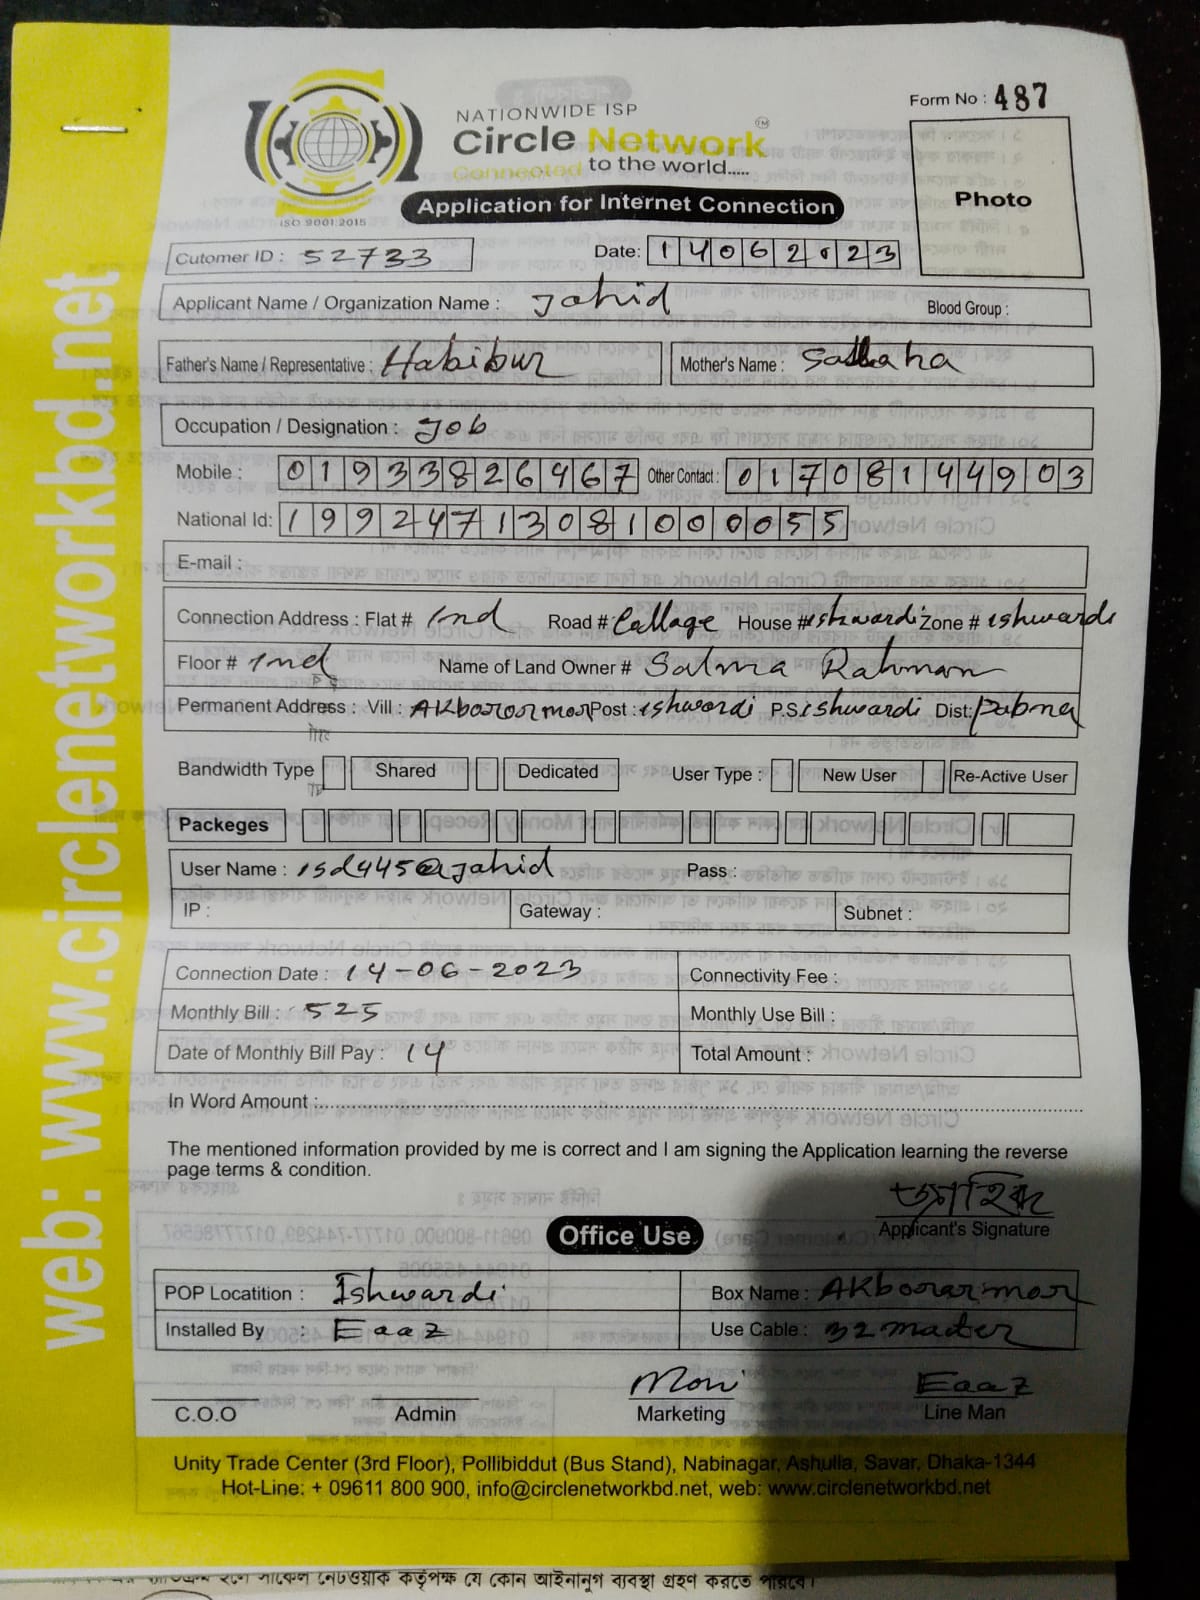 web: www.circlenetworkbd.net
NATIONWIDE ISP
Circle Network™
Connected to the world.....
ISO 9001:2015
Form No : 487
Photo
Application for Internet Connection
Cutomer ID : 52733
Date: 14062023
Applicant Name / Organization Name : Jahid
Blood Group :
Father's Name / Representative : Habibur
Mother's Name :
Occupation / Designation : Job
Mobile : 01933826467 Other Contact : 01708144903
National Id: 19924713081000055
E-mail :
Connection Address : Flat # 1nd Road # Callage House # ishwardi Zone # ishwardi
Floor # 1nd Name of Land Owner # Salma Rahman
Permanent Address : Vill : AKbarormor Post : ishwardi P.S: ishwardi Dist: Pabna
Bandwidth Type Shared Dedicated User Type : New User Re-Active User
Packeges
User Name : isd445@jahid Pass :
IP : Gateway : Subnet :
Connection Date : 14-06-2023 Connectivity Fee :
Monthly Bill : 525 Monthly Use Bill :
Date of Monthly Bill Pay : 14 Total Amount :
In Word Amount :
The mentioned information provided by me is correct and I am signing the Application learning the reverse
page terms & condition.
জাহিদ
Applicant's Signature
Office Use
POP Locatition : Ishwardi Box Name : AKborarmor
Installed By : Eaaz Use Cable : 32 mader
Moni Eaaz
C.O.O Admin Marketing Line Man
Unity Trade Center (3rd Floor), Pollibiddut (Bus Stand), Nabinagar, Ashulia, Savar, Dhaka-1344
Hot-Line: + 09611 800 900, info@circlenetworkbd.net, web: www.circlenetworkbd.net
কর্তৃপক্ষ যে কোন আইনানুগ ব্যবস্থা গ্রহণ করতে পারবে।